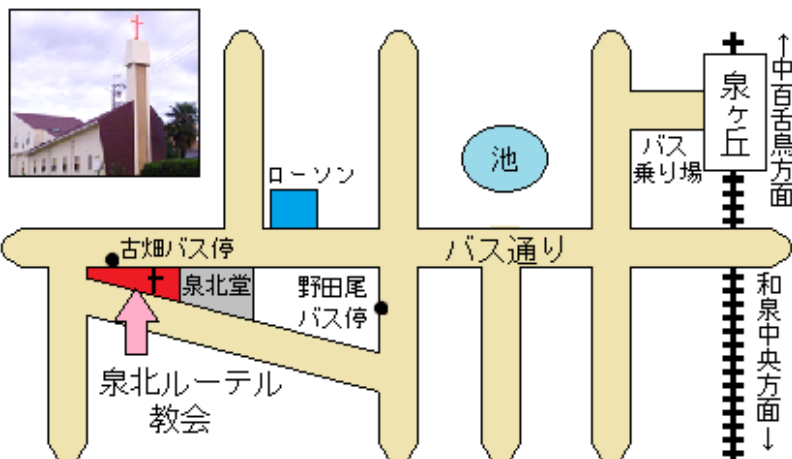 ↑中百舌鳥方面
泉ヶ丘
バス
乗り場
池
ローソン
古畑バス停
バス通り
泉北堂
野田尾
バス停
和泉中央方面↓
泉北ルーテル
教会